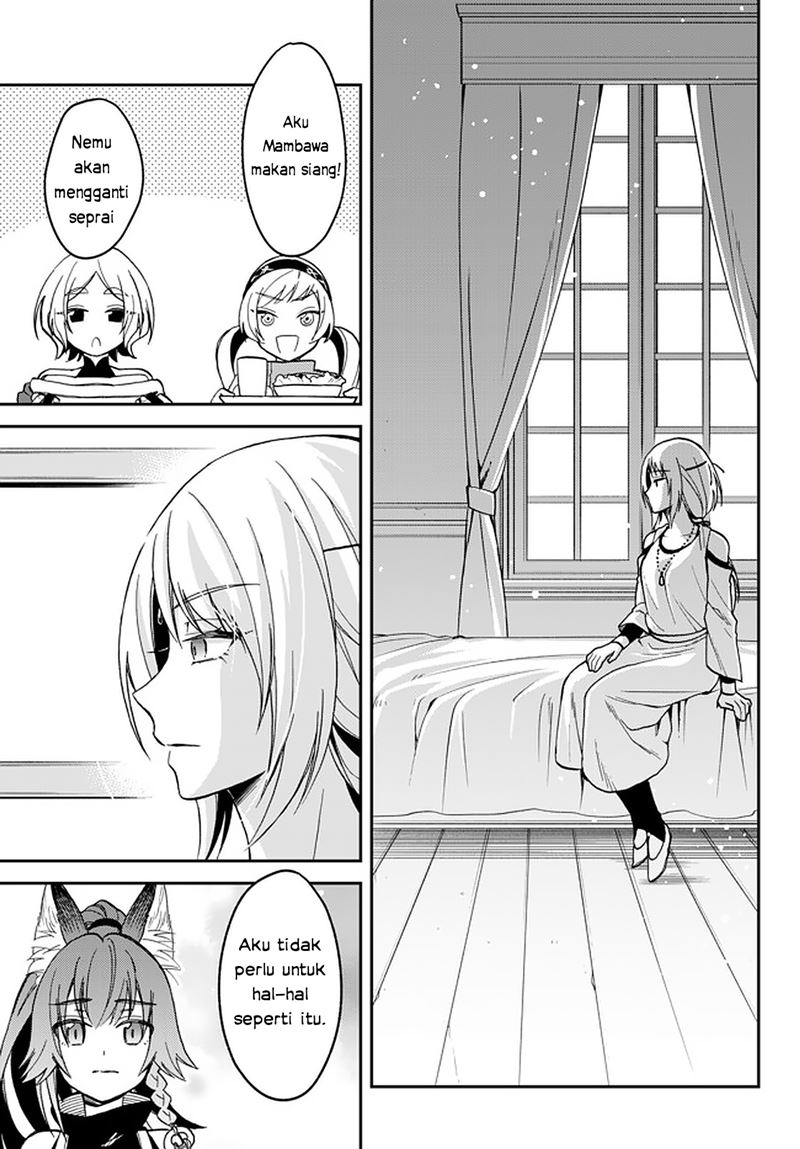 Aku
Mambawa
makan siang!
Nemu
akan
mengganti
seprai
Aku tidak
perlu untuk
hal-hal
seperti itu.